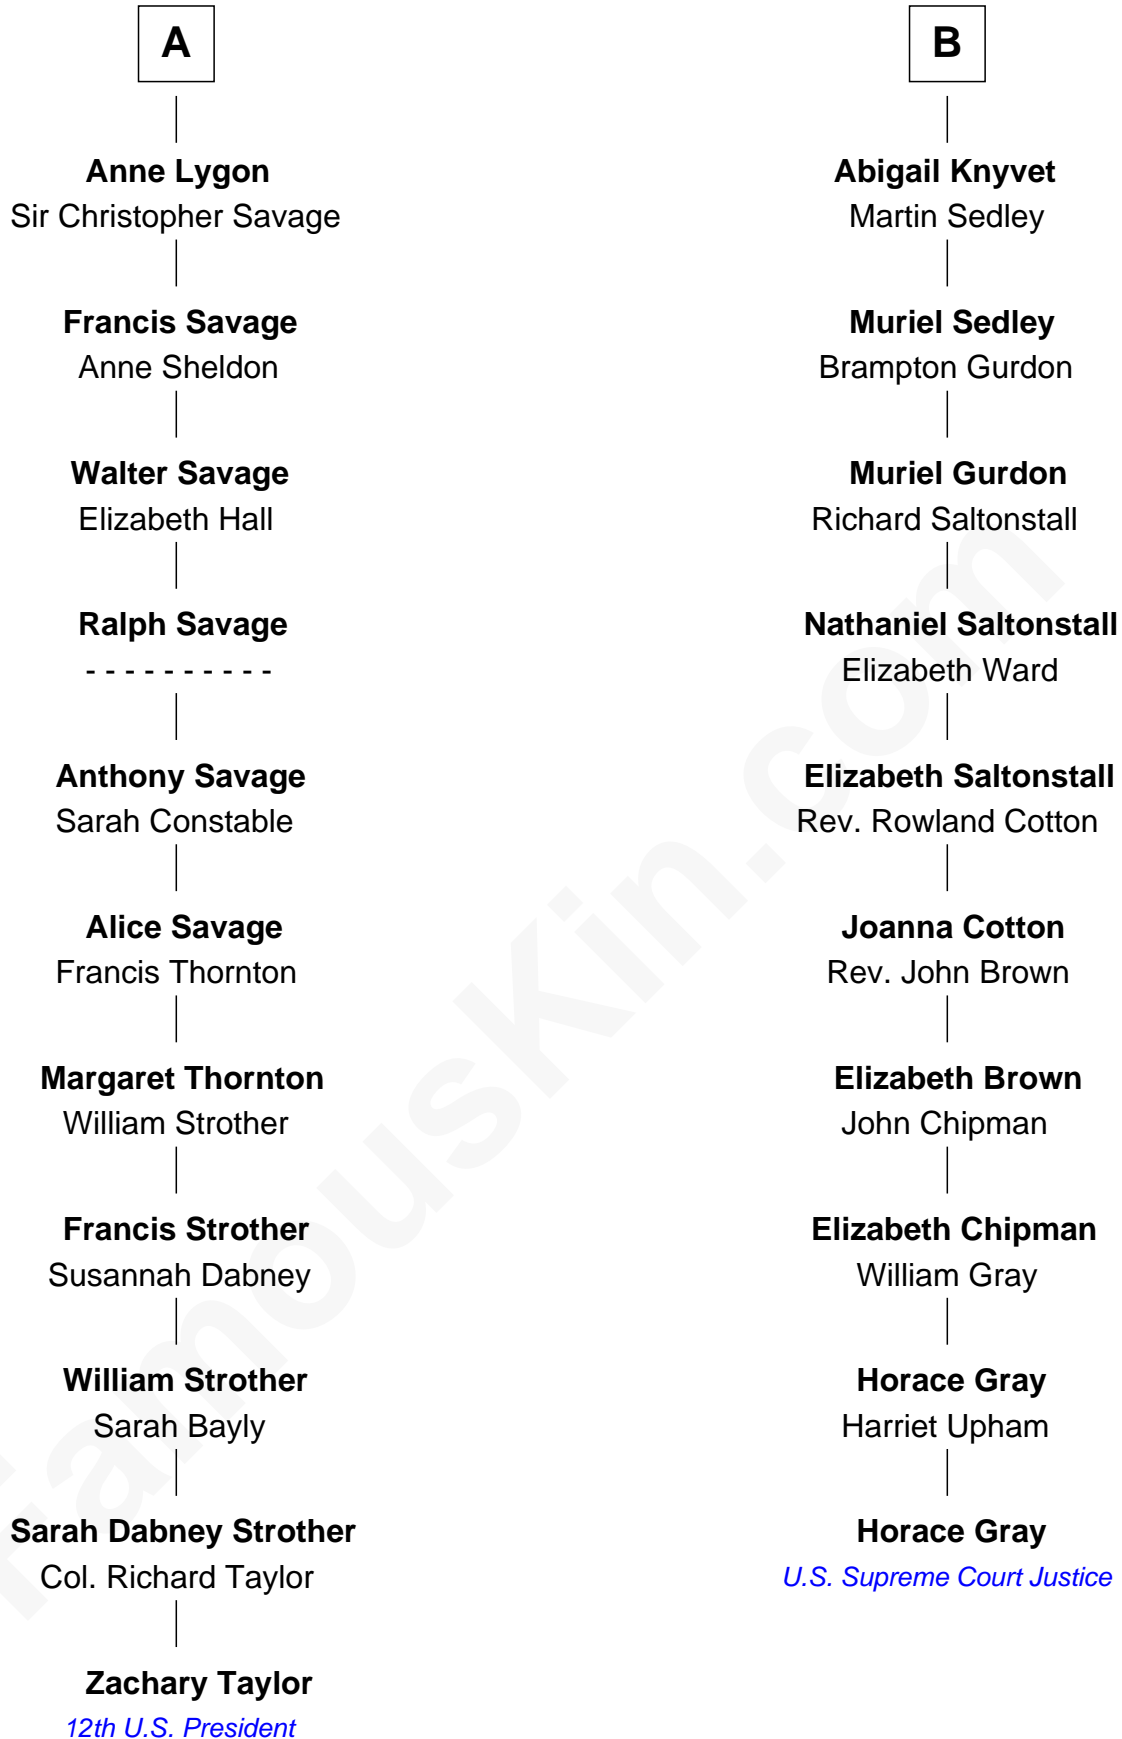 A
Anne Lygon
Sir Christopher Savage
Francis Savage
Anne Sheldon
Walter Savage
Elizabeth Hall
Ralph Savage
- - - - - - - - - -
Anthony Savage
Sarah Constable
Alice Savage
Francis Thornton
Margaret Thornton
William Strother
Francis Strother
Susannah Dabney
William Strother
Sarah Bayly
Sarah Dabney Strother
Col. Richard Taylor
Zachary Taylor
12th U.S. President
B
Abigail Knyvet
Martin Sedley
Muriel Sedley
Brampton Gurdon
Muriel Gurdon
Richard Saltonstall
Nathaniel Saltonstall
Elizabeth Ward
Elizabeth Saltonstall
Rev. Rowland Cotton
Joanna Cotton
Rev. John Brown
Elizabeth Brown
John Chipman
Elizabeth Chipman
William Gray
Horace Gray
Harriet Upham
Horace Gray
U.S. Supreme Court Justice
FamousKin.com